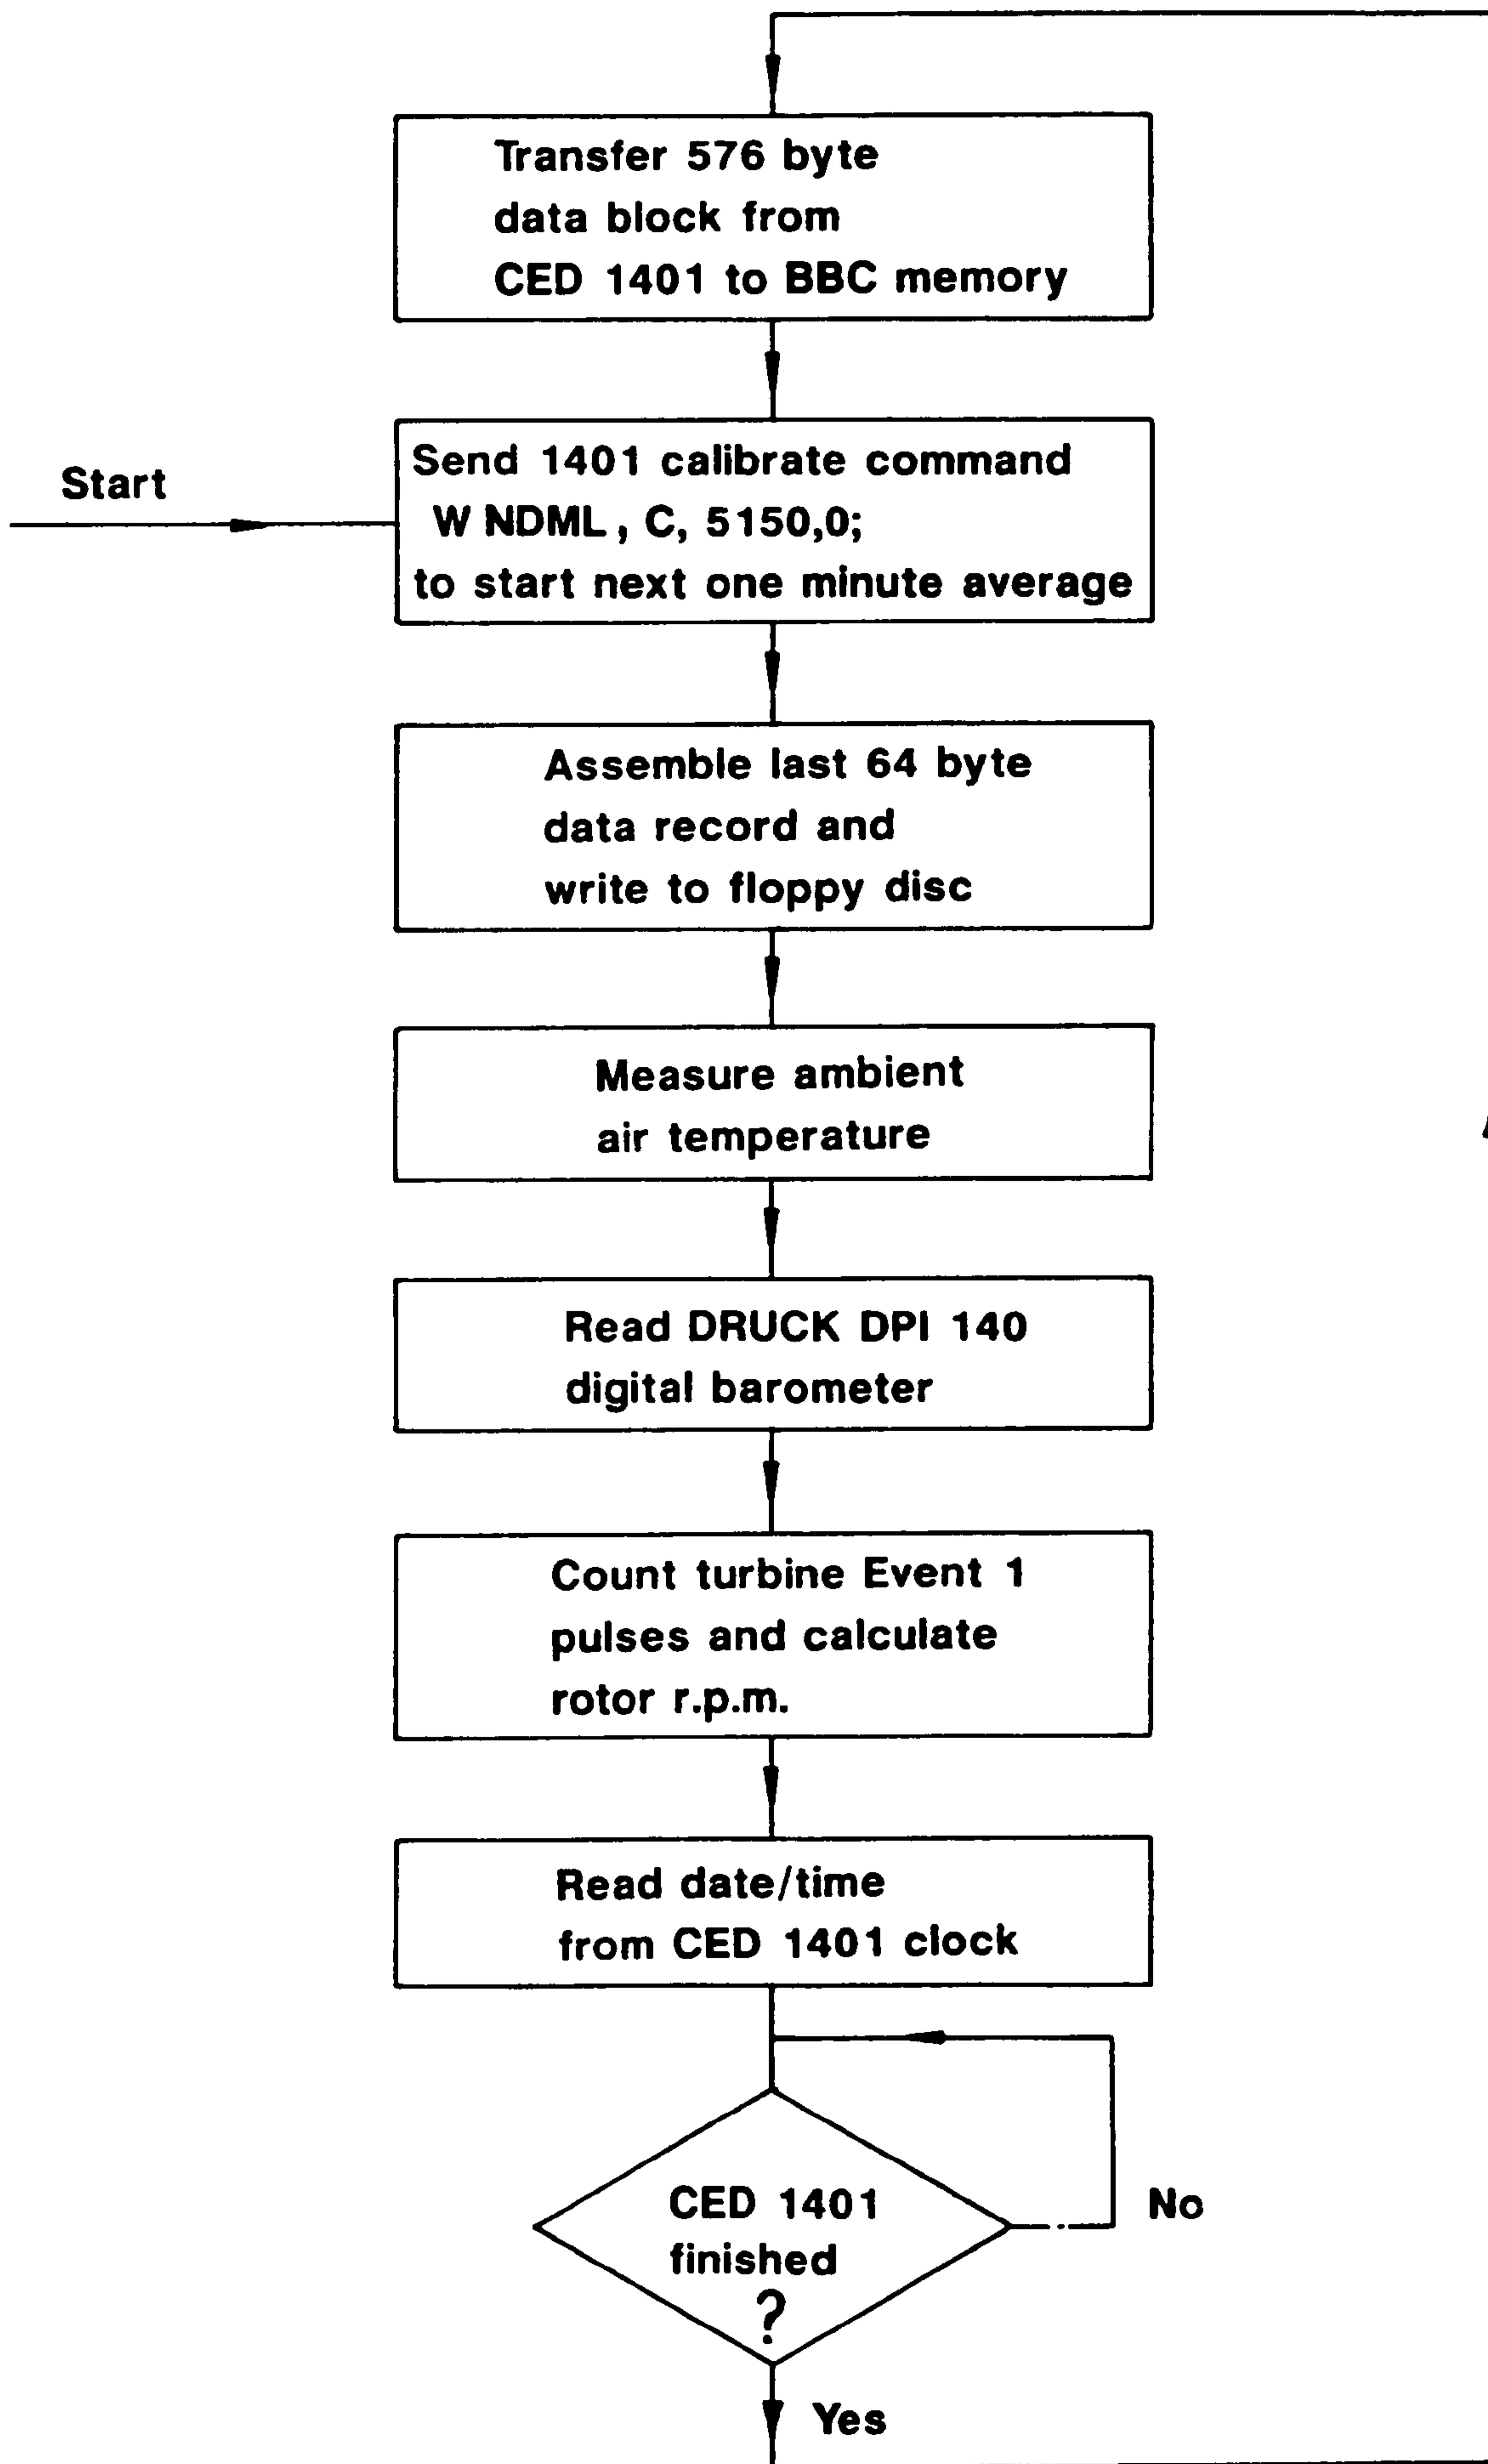 Transfer 576 byte
data block from
CED 1401 to BBC memory
Start
Send 1401 calibrate command
W NDML, C, 5150,0;
to start next one minute average
Assemble last 64 byte
data record and
write to floppy disc
Measure ambient
air temperature
Read DRUCK DPI 140
digital barometer
Count turbine Event 1
pulses and calculate
rotor r.p.m.
Read date/time
from CED 1401 clock
CED 1401
finished
?
No
Yes